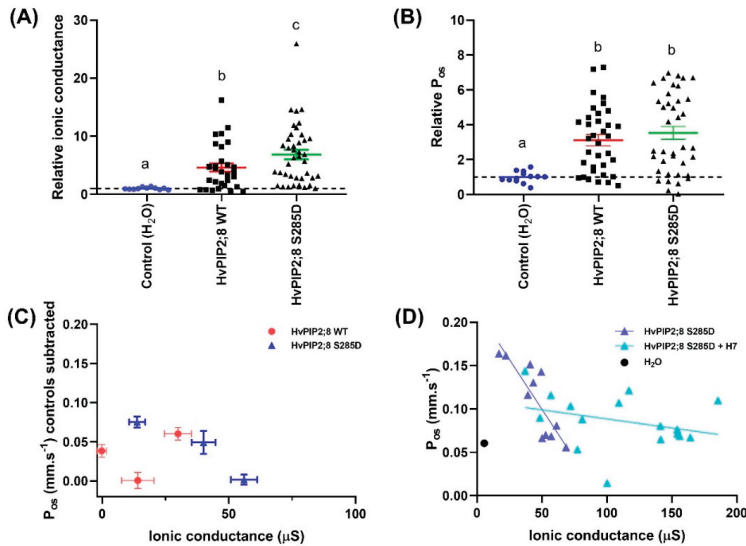 (A)
Relative ionic conductance
30
20
10
0
a
b
c
Control (H₂O)
HvPIP2;8 WT
HvPIP2;8 S285D
(B)
Relative Pos
10
8
6
4
2
0
a
b
b
Control (H₂O)
HvPIP2;8 WT
HvPIP2;8 S285D
(C)
Pos (mm.s⁻¹) controls subtracted
0.20
0.15
0.10
0.05
0.00
HvPIP2;8 WT
HvPIP2;8 S285D
0
50
100
Ionic conductance (μS)
(D)
Pos (mm.s⁻¹)
0.20
0.15
0.10
0.05
0.00
HvPIP2;8 S285D
HvPIP2;8 S285D + H7
H₂O
0
50
100
150
200
Ionic conductance (μS)